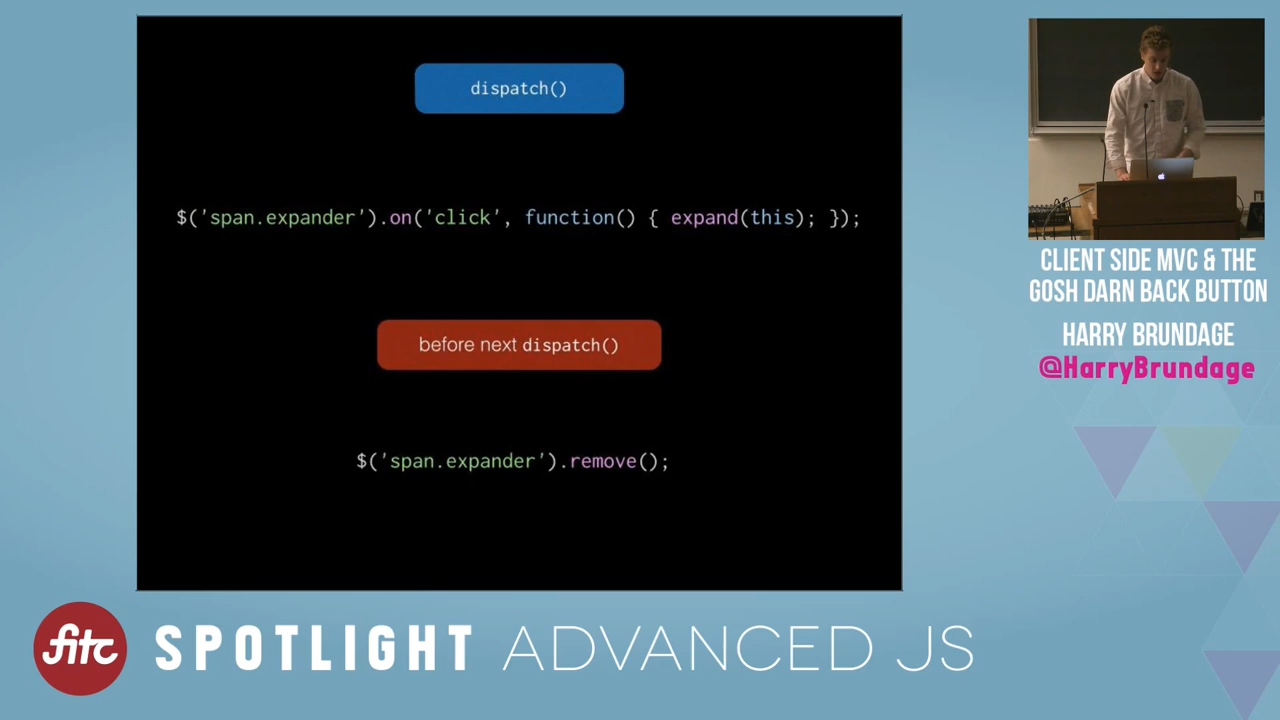 dispatch()
$('span.expander').on('click', function() { expand(this); });
before next dispatch()
$('span.expander').remove();
CLIENT SIDE MVC & THE
GOSH DARN BACK BUTTON
HARRY BRUNDAGE
@HarryBrundage
fitc SPOTLIGHT ADVANCED JS